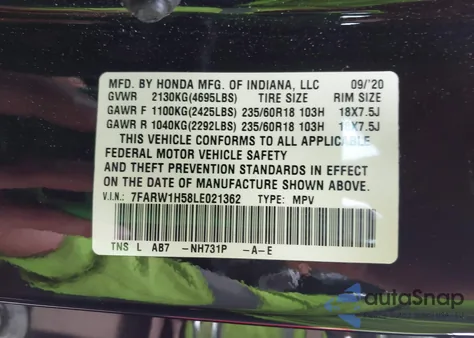 MFD. BY HONDA MFG. OF INDIANA, LLC 09/'20
GVWR 2130KG(4695LBS) TIRE SIZE RIM SIZE
GAWR F 1100KG(2425LBS) 235/60R18 103H 18X7.5J
GAWR R 1040KG(2292LBS) 235/60R18 103H 18X7.5J
THIS VEHICLE CONFORMS TO ALL APPLICABLE
FEDERAL MOTOR VEHICLE SAFETY
AND THEFT PREVENTION STANDARDS IN EFFECT
ON THE DATE OF MANUFACTURE SHOWN ABOVE.
V.I.N.: 7FARW1H58LE021362 TYPE: MPV
TNS L AB7 -NH731P -A-E
autoSnap